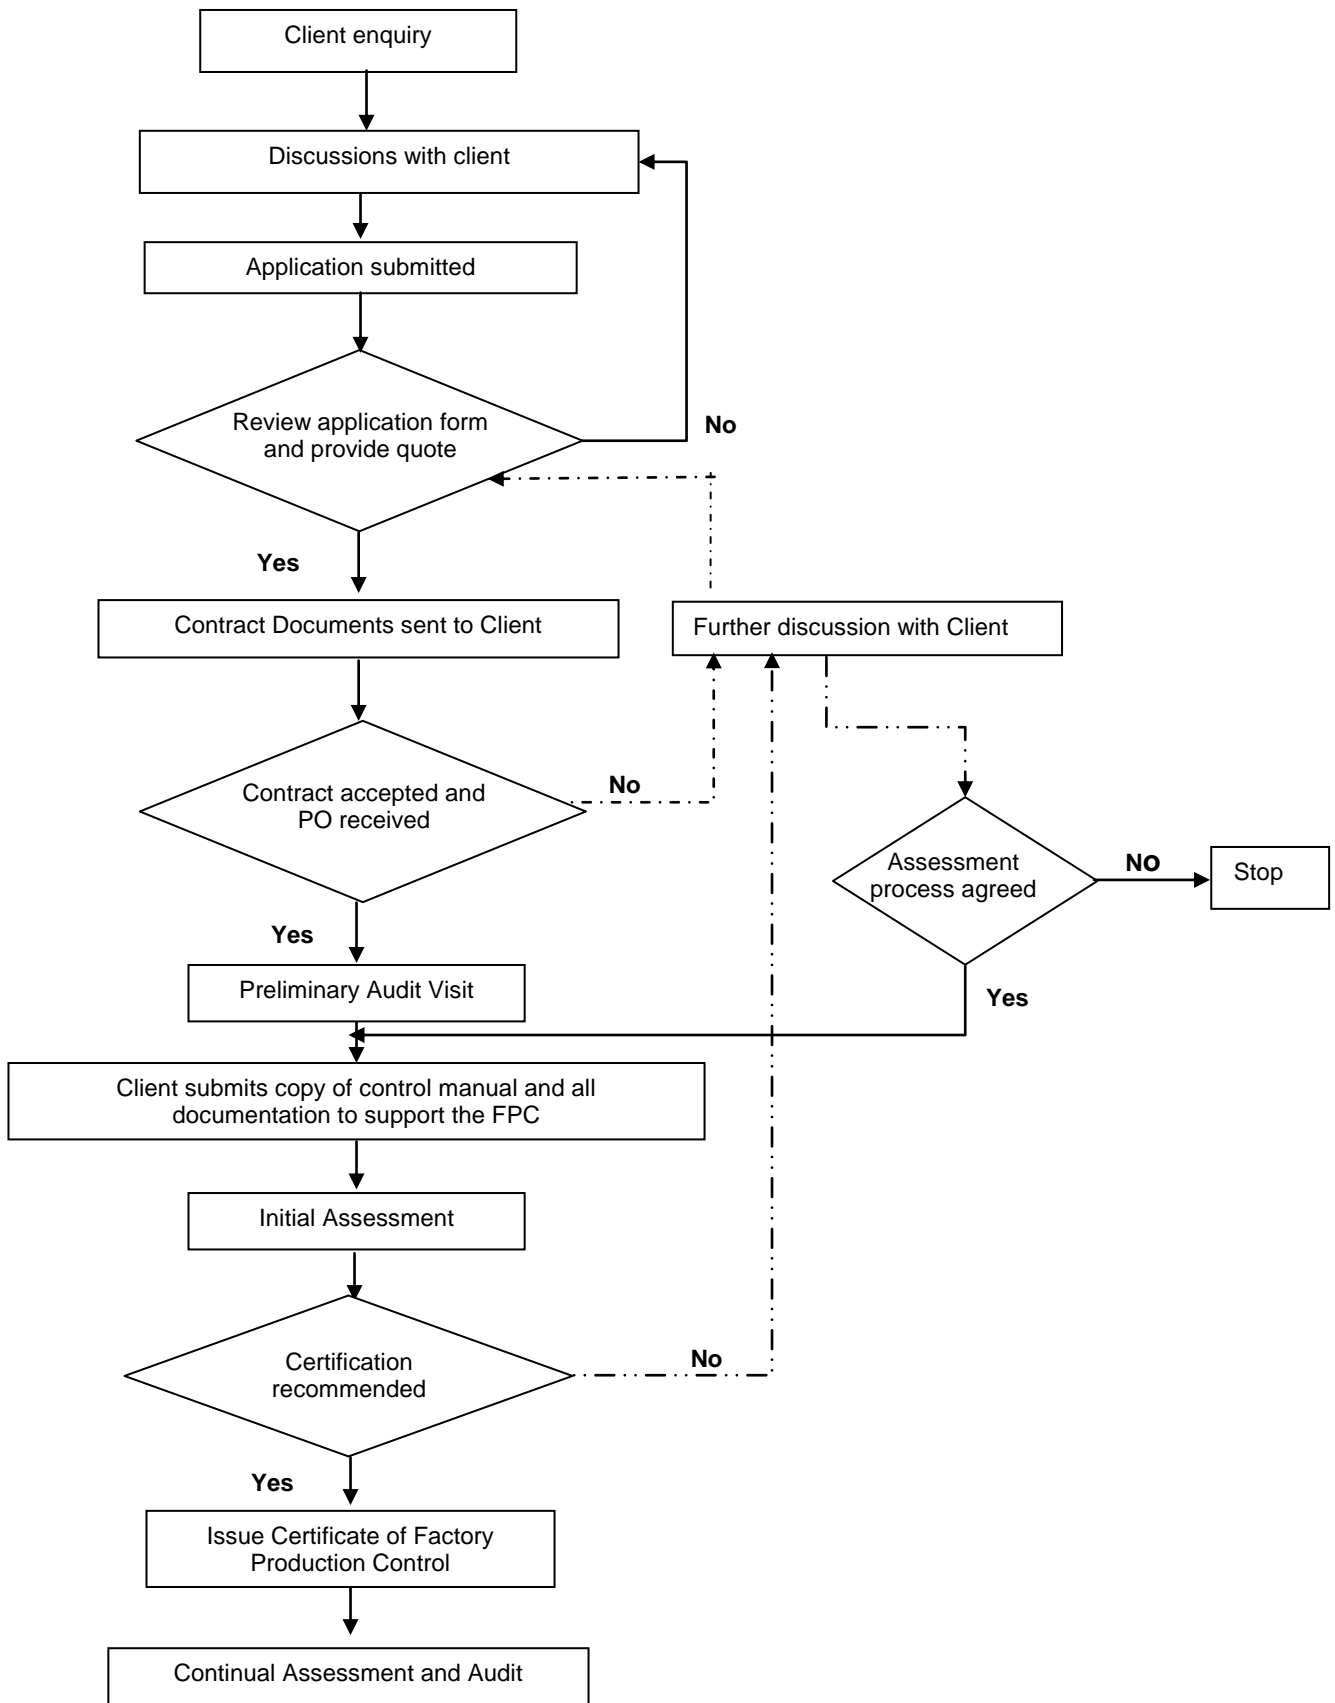 Client enquiry
Discussions with client
Application submitted
Review application form
and provide quote
No
Yes
Contract Documents sent to Client
Further discussion with Client
Contract accepted and
PO received
No
Assessment
process agreed
NO
Stop
Yes
Preliminary Audit Visit
Yes
Client submits copy of control manual and all
documentation to support the FPC
Initial Assessment
Certification
recommended
No
Yes
Issue Certificate of Factory
Production Control
Continual Assessment and Audit